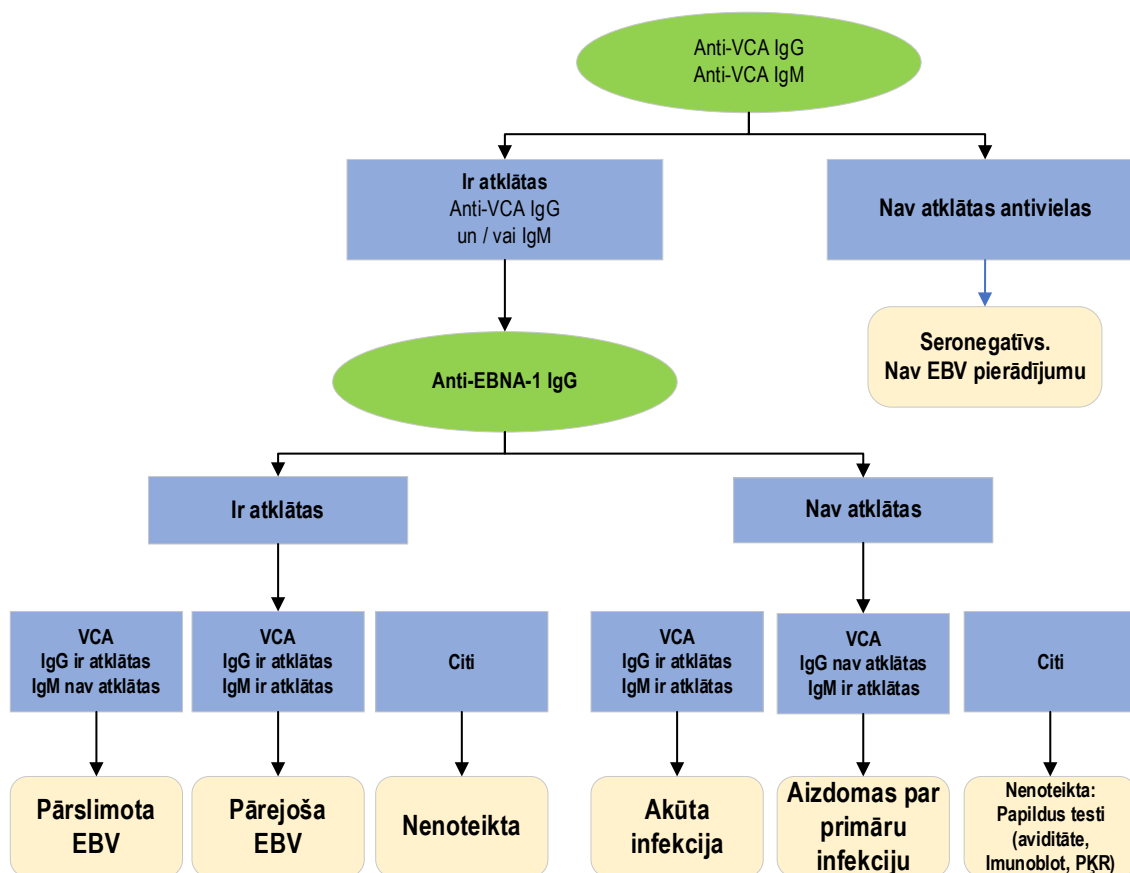 Anti-VCA IgG
Anti-VCA IgM
Ir atklātas
Anti-VCA IgG
un / vai IgM
Nav atklātas antivielas
Seronegatīvs.
Nav EBV pierādījumu
Anti-EBNA-1 IgG
Ir atklātas
Nav atklātas
VCA
IgG ir atklātas
IgM nav atklātas
VCA
IgG ir atklātas
IgM ir atklātas
Citi
VCA
IgG ir atklātas
IgM ir atklātas
VCA
IgG nav atklātas
IgM ir atklātas
Citi
Pārslimota
EBV
Pārejoša
EBV
Nenoteikta
Akūta
infekcija
Aizdomas par
primāru
infekciju
Nenoteikta:
Papildus testi
(aviditāte,
Imunoblot, PĶR)